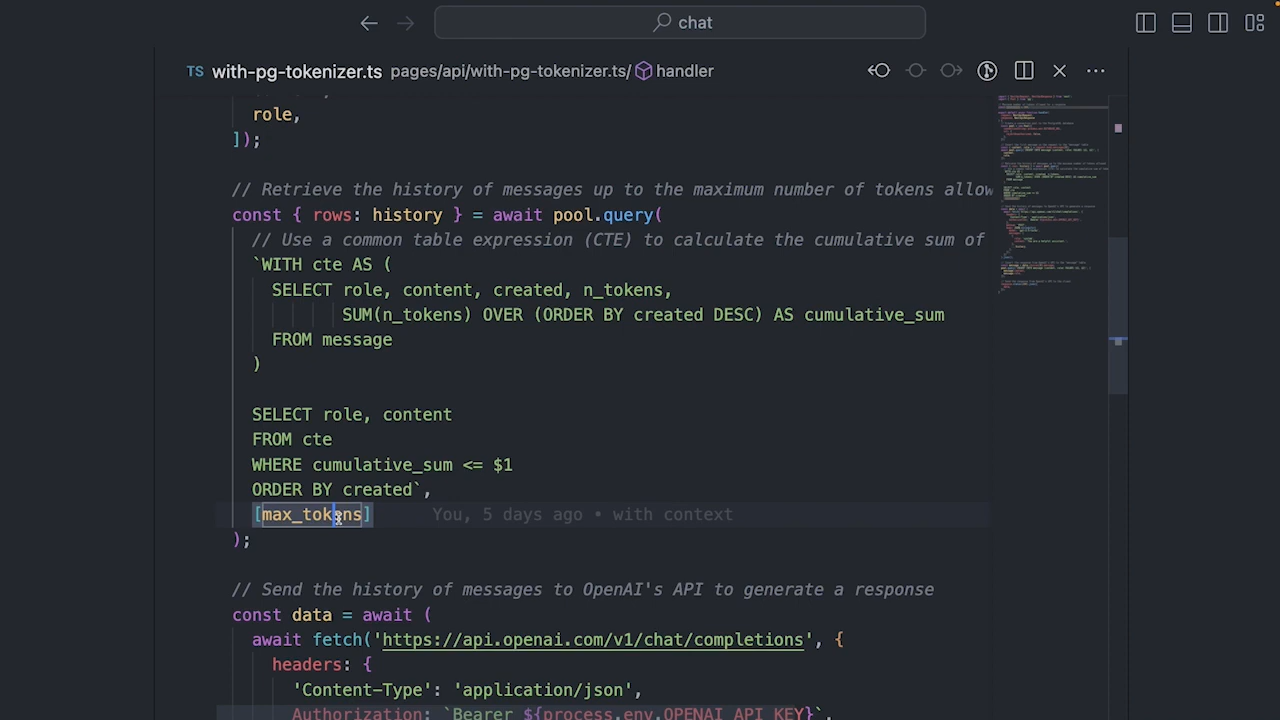 chat
TS with-pg-tokenizer.ts pages/api/with-pg-tokenizer.ts/ handler
role,
]);
// Retrieve the history of messages up to the maximum number of tokens allow
const { rows: history } = await pool.query(
// Use a common table expression (CTE) to calculate the cumulative sum of
`WITH cte AS (
SELECT role, content, created, n_tokens,
SUM(n_tokens) OVER (ORDER BY created DESC) AS cumulative_sum
FROM message
)
SELECT role, content
FROM cte
WHERE cumulative_sum <= $1
ORDER BY created`,
[max_tokens] You, 5 days ago • with context
);
// Send the history of messages to OpenAI's API to generate a response
const data = await (
await fetch('https://api.openai.com/v1/chat/completions', {
headers: {
'Content-Type': 'application/json',
Authorization: `Bearer ${process.env.OPENAI_API_KEY}`,